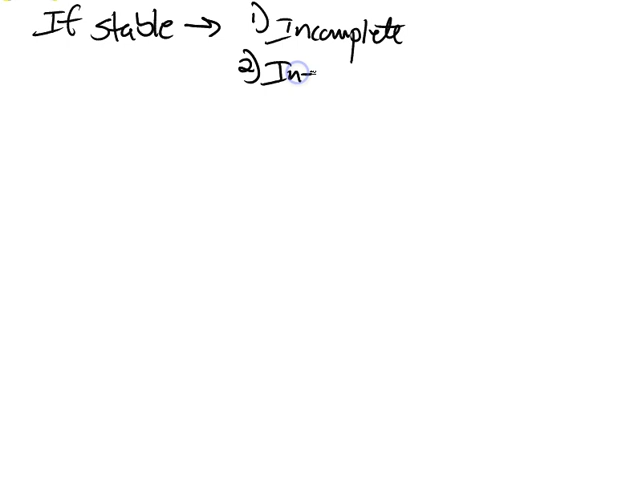 If stable → 1) Incomplete
2) In